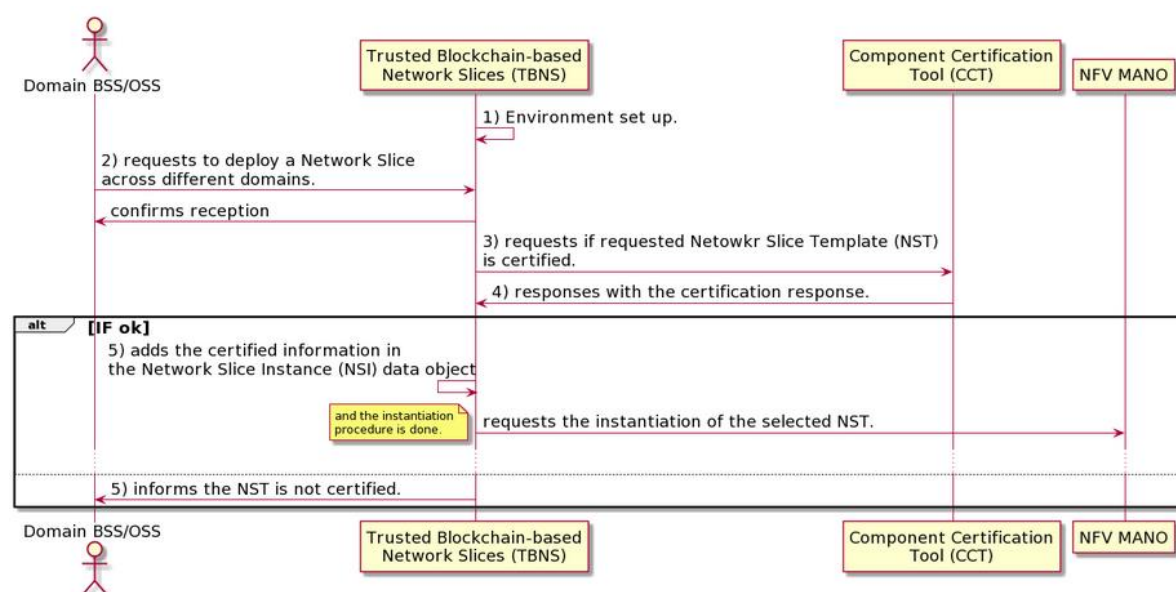 Domain BSS/OSS
Trusted Blockchain-based
Network Slices (TBNS)
Component Certification
Tool (CCT)
NFV MANO
1) Environment set up.
2) requests to deploy a Network Slice
across different domains.
confirms reception
3) requests if requested Netowkr Slice Template (NST)
is certified.
4) responses with the certification response.
alt
[IF ok]
5) adds the certified information in
the Network Slice Instance (NSI) data object
and the instantiation
procedure is done.
requests the instantiation of the selected NST.
5) informs the NST is not certified.
Domain BSS/OSS
Trusted Blockchain-based
Network Slices (TBNS)
Component Certification
Tool (CCT)
NFV MANO